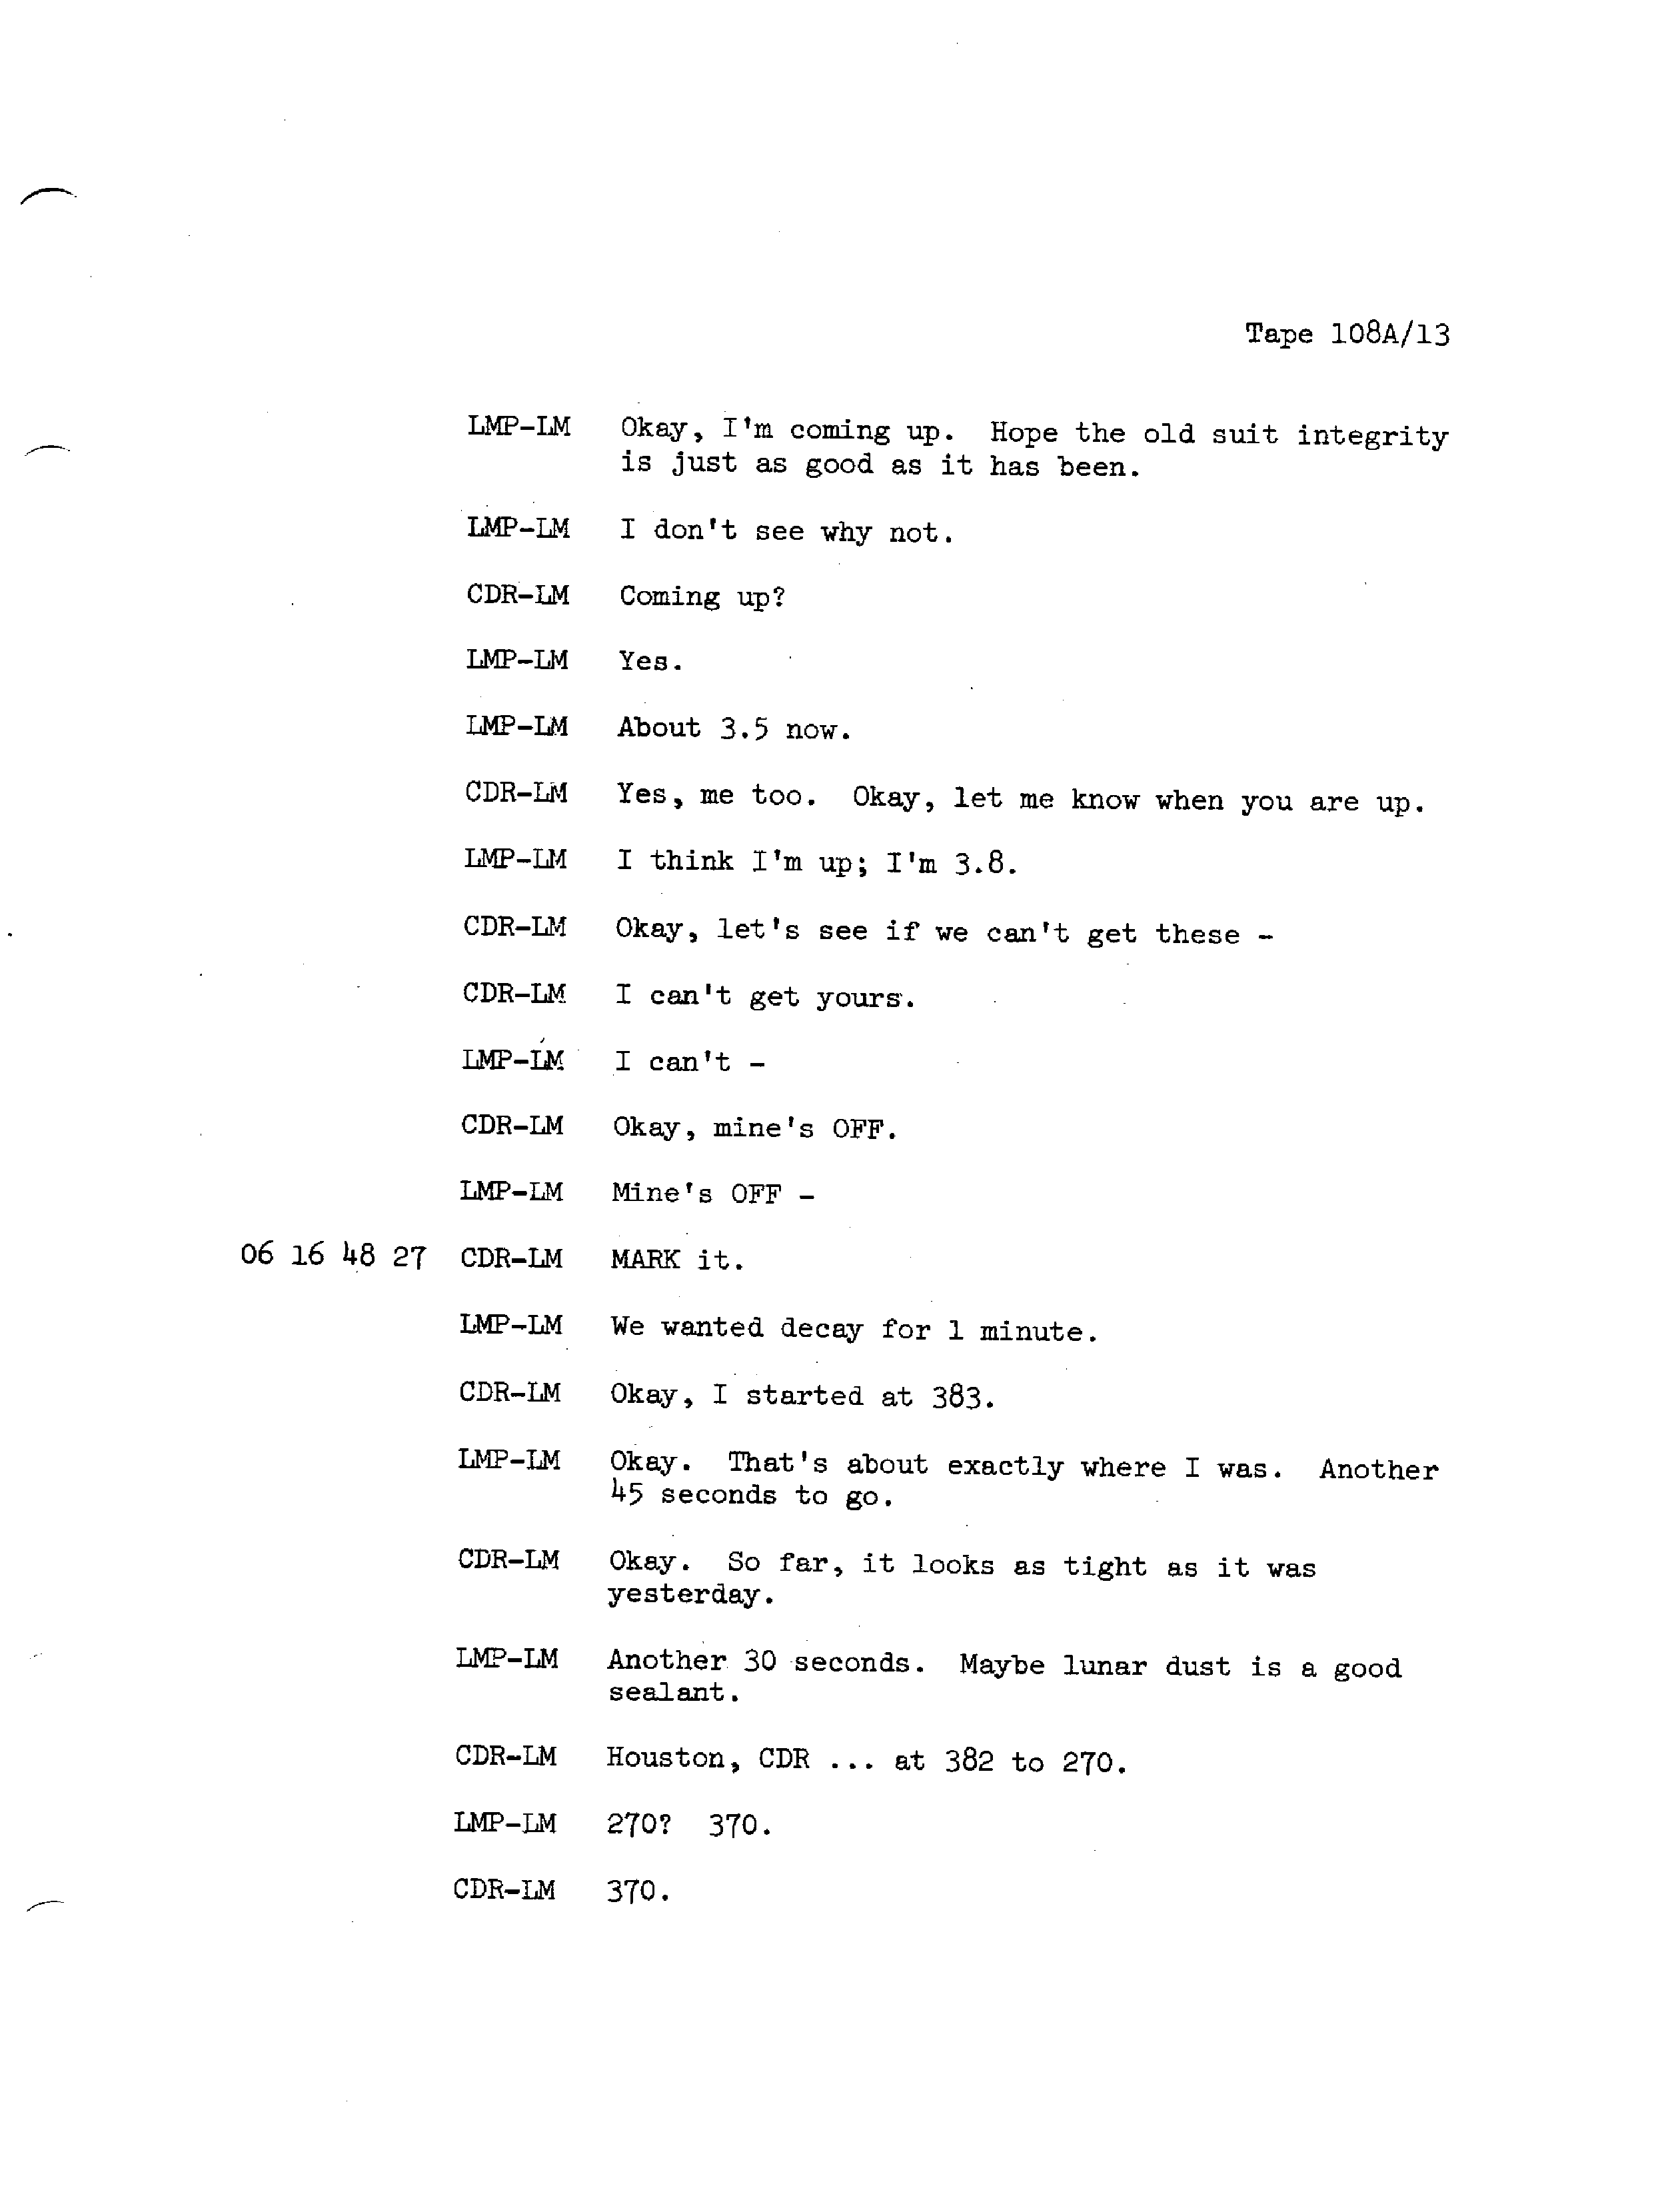 Tape 108A/13
LMP-LM Okay, I'm coming up. Hope the old suit integrity
is just as good as it has been.
LMP-LM I don't see why not.
CDR-LM Coming up?
LMP-LM Yes.
LMP-LM About 3.5 now.
CDR-LM Yes, me too. Okay, let me know when you are up.
LMP-LM I think I'm up; I'm 3.8.
CDR-LM Okay, let's see if we can't get these -
CDR-LM I can't get yours.
LMP-LM I can't -
CDR-LM Okay, mine's OFF.
LMP-LM Mine's OFF -
06 16 48 27 CDR-LM MARK it.
LMP-LM We wanted decay for 1 minute.
CDR-LM Okay, I started at 383.
LMP-LM Okay. That's about exactly where I was. Another
45 seconds to go.
CDR-LM Okay. So far, it looks as tight as it was
yesterday.
LMP-LM Another 30 seconds. Maybe lunar dust is a good
sealant.
CDR-LM Houston, CDR ... at 382 to 270.
LMP-LM 270? 370.
CDR-LM 370.